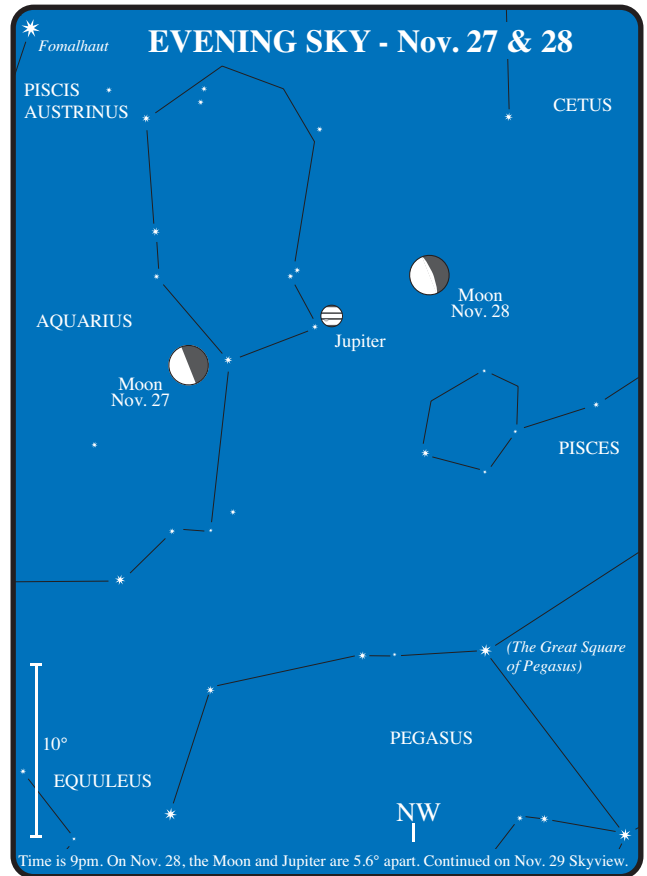 EVENING SKY - Nov. 27 & 28
Fomalhaut
PISCIS
AUSTRINUS
CETUS
Moon
Nov. 28
AQUARIUS
Jupiter
Moon
Nov. 27
PISCES
(The Great Square
of Pegasus)
10°
PEGASUS
EQUULEUS
NW
Time is 9pm. On Nov. 28, the Moon and Jupiter are 5.6° apart. Continued on Nov. 29 Skyview.